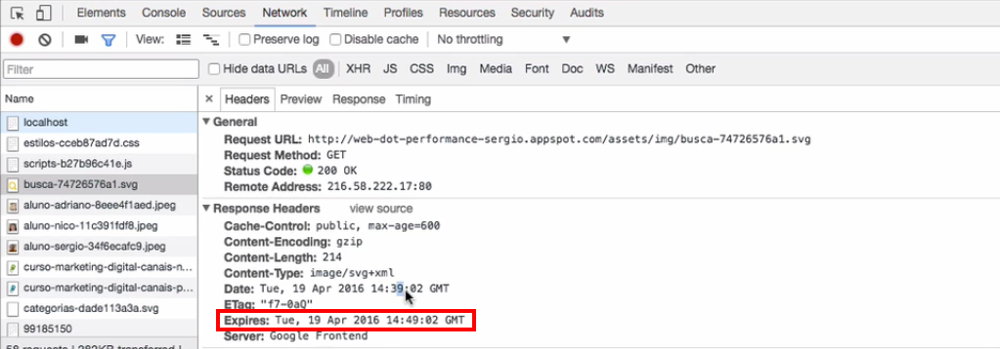 Elements Console Sources Network Timeline Profiles Resources Security Audits
View: Preserve log Disable cache No throttling
Filter Hide data URLs All XHR JS CSS Img Media Font Doc WS Manifest Other
Name
localhost
estilos-cceb87ad7d.css
scripts-b27b96c41e.js
busca-74726576a1.svg
aluno-adriano-8eee4f1aed.jpeg
aluno-nico-11c391fdf8.jpeg
aluno-sergio-34f6ecafc9.jpeg
curso-marketing-digital-canais-n...
curso-marketing-digital-canais-p...
categorias-dade113a3a.svg
99185150
58 requests | 282KB transferred |
× Headers Preview Response Timing
General
Request URL: http://web-dot-performance-sergio.appspot.com/assets/img/busca-74726576a1.svg
Request Method: GET
Status Code: 200 OK
Remote Address: 216.58.222.17:80
Response Headers view source
Cache-Control: public, max-age=600
Content-Encoding: gzip
Content-Length: 214
Content-Type: image/svg+xml
Date: Tue, 19 Apr 2016 14:39:02 GMT
ETag: "f7-0aQ"
Expires: Tue, 19 Apr 2016 14:49:02 GMT
Server: Google Frontend